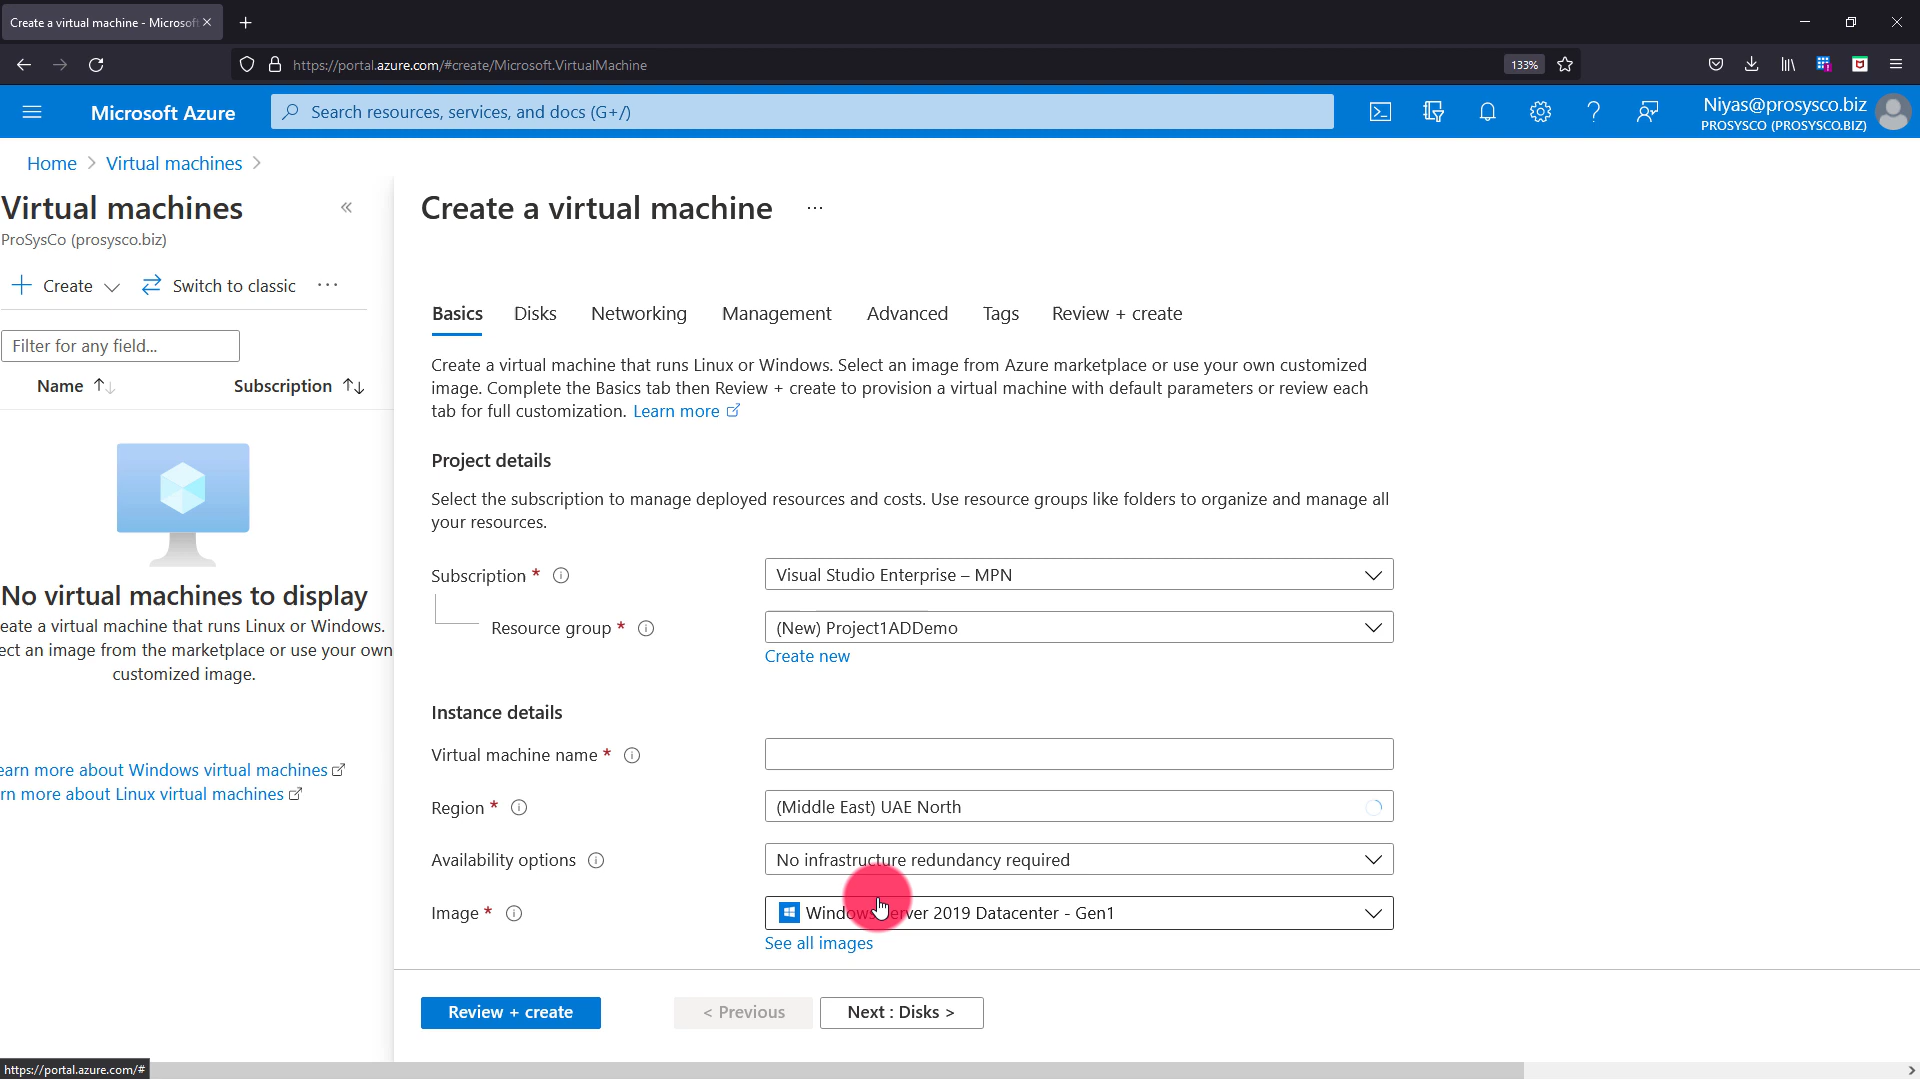 Create a virtual machine - Microsof
https://portal.azure.com/#create/Microsoft.VirtualMachine
133%
Microsoft Azure
Search resources, services, and docs (G+/)
Niyas@prosysco.biz
PROSYSCO (PROSYSCO.BIZ)
Home > Virtual machines >
Virtual machines
ProSysCo (prosysco.biz)
Create
Switch to classic
Filter for any field...
Name
Subscription
No virtual machines to display
eate a virtual machine that runs Linux or Windows.
ect an image from the marketplace or use your own
customized image.
earn more about Windows virtual machines
rn more about Linux virtual machines
Create a virtual machine ...
Basics
Disks
Networking
Management
Advanced
Tags
Review + create
Create a virtual machine that runs Linux or Windows. Select an image from Azure marketplace or use your own customized
image. Complete the Basics tab then Review + create to provision a virtual machine with default parameters or review each
tab for full customization. Learn more
Project details
Select the subscription to manage deployed resources and costs. Use resource groups like folders to organize and manage all
your resources.
Subscription *
Visual Studio Enterprise – MPN
Resource group *
(New) Project1ADDemo
Create new
Instance details
Virtual machine name *
Region *
(Middle East) UAE North
Availability options
No infrastructure redundancy required
Image *
Windows Server 2019 Datacenter - Gen1
See all images
Review + create
< Previous
Next : Disks >
https://portal.azure.com/#